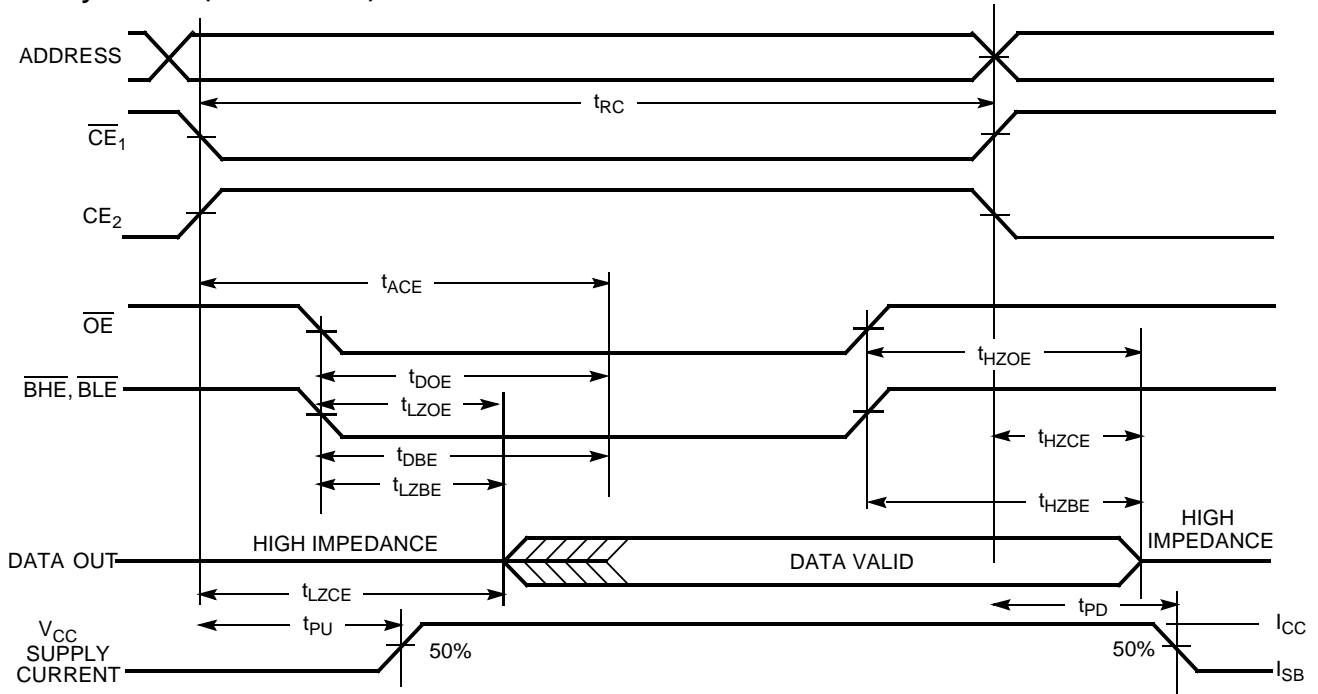 ADDRESS
tRC
CE1
CE2
tACE
OE
tHZOE
tDOE
BHE, BLE
tLZOE
tHZCE
tDBE
tLZBE
tHZBE
HIGH
IMPEDANCE
HIGH IMPEDANCE
DATA OUT
DATA VALID
tLZCE
tPD
tPU
ICC
VCC
SUPPLY
CURRENT
50%
50%
ISB